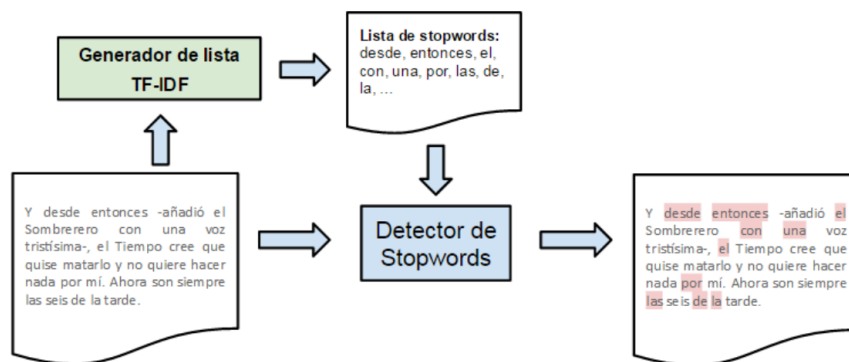 Generador de lista
TF-IDF
Lista de stopwords:
desde, entonces, el,
con, una, por, las, de,
la, ...
Y desde entonces -añadió el
Sombrerero con una voz
tristísima-, el Tiempo cree que
quise matarlo y no quiere hacer
nada por mí. Ahora son siempre
las seis de la tarde.
Detector de
Stopwords
Y desde entonces -añadió el
Sombrerero con una voz
tristísima-, el Tiempo cree que
quise matarlo y no quiere hacer
nada por mí. Ahora son siempre
las seis de la tarde.